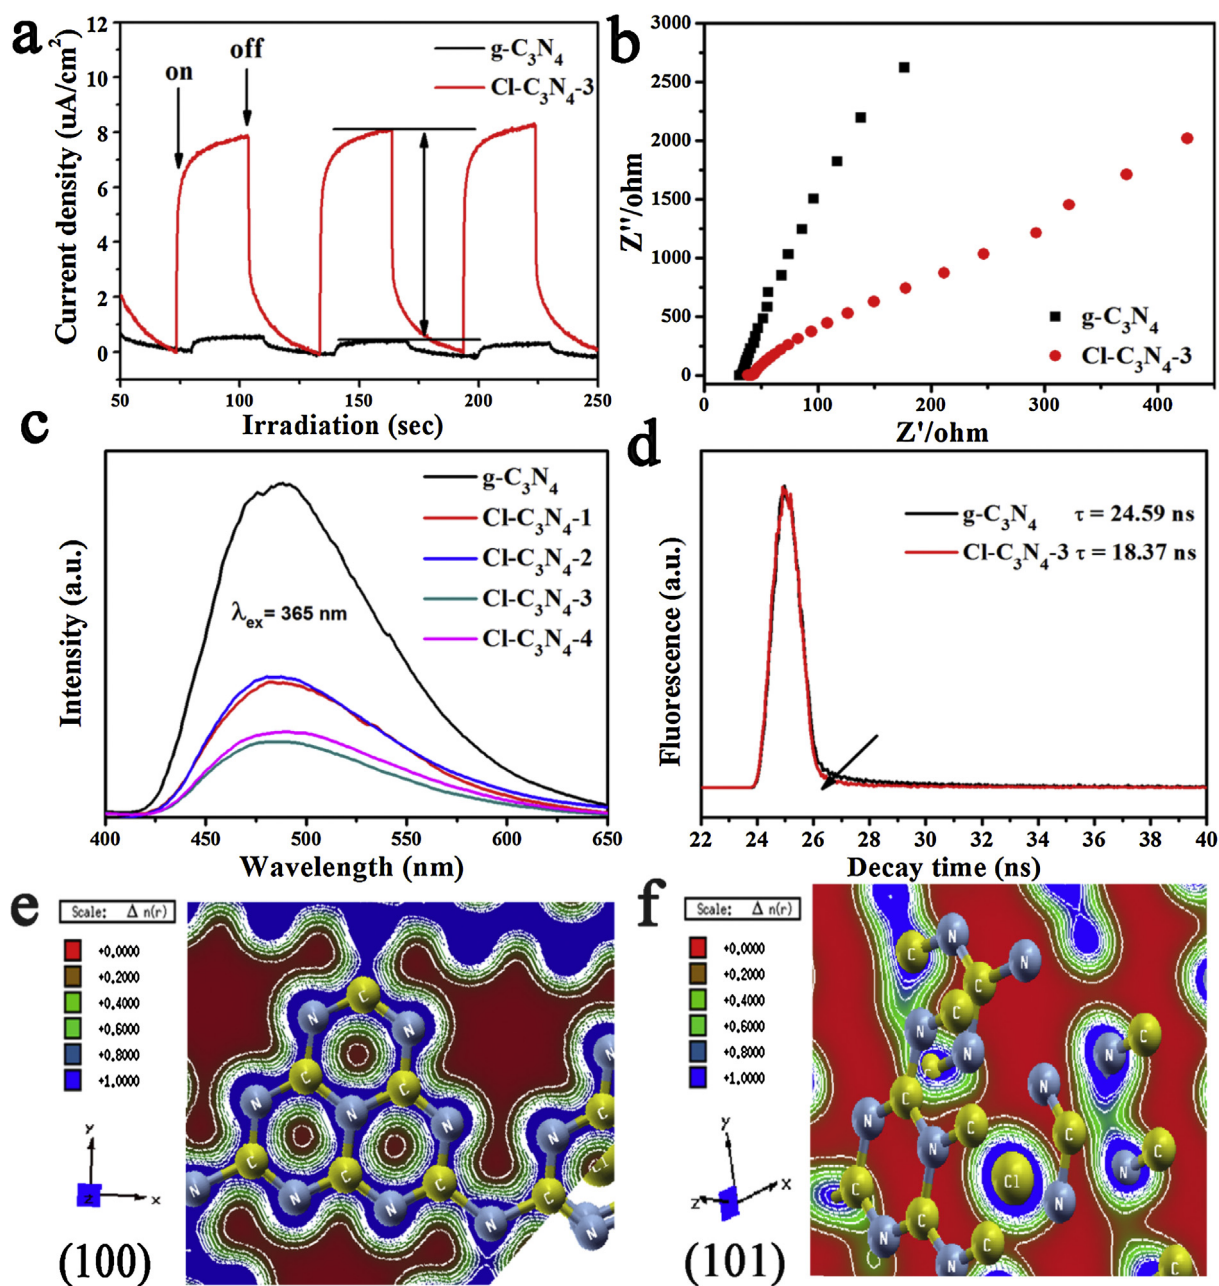 a
12
10
8
6
4
2
0
50 100 150 200 250
Current density (uA/cm²)
Irradiation (sec)
on
off
g-C₃N₄
Cl-C₃N₄-3
b
3000
2500
2000
1500
1000
500
0
0 100 200 300 400
Z''/ohm
Z'/ohm
g-C₃N₄
Cl-C₃N₄-3
c
g-C₃N₄
Cl-C₃N₄-1
Cl-C₃N₄-2
Cl-C₃N₄-3
Cl-C₃N₄-4
λex= 365 nm
Intensity (a.u.)
400 450 500 550 600 650
Wavelength (nm)
d
g-C₃N₄ τ = 24.59 ns
Cl-C₃N₄-3 τ = 18.37 ns
Fluorescence (a.u.)
22 24 26 28 30 32 34 36 38 40
Decay time (ns)
e
Scale: Δ n(r)
+0.0000
+0.2000
+0.4000
+0.6000
+0.8000
+1.0000
Y
Z
X
(100)
C
N
N
C
C
N
N
N
C
C
C
N
N
N
N
C
N
N
C
f
Scale: Δ n(r)
+0.0000
+0.2000
+0.4000
+0.6000
+0.8000
+1.0000
Y
Z
X
(101)
N
C
N
C
C
N
N
C
C
N
N
C
N
N
C
C
Cl
N
N
C
C
N
C
C
N
C